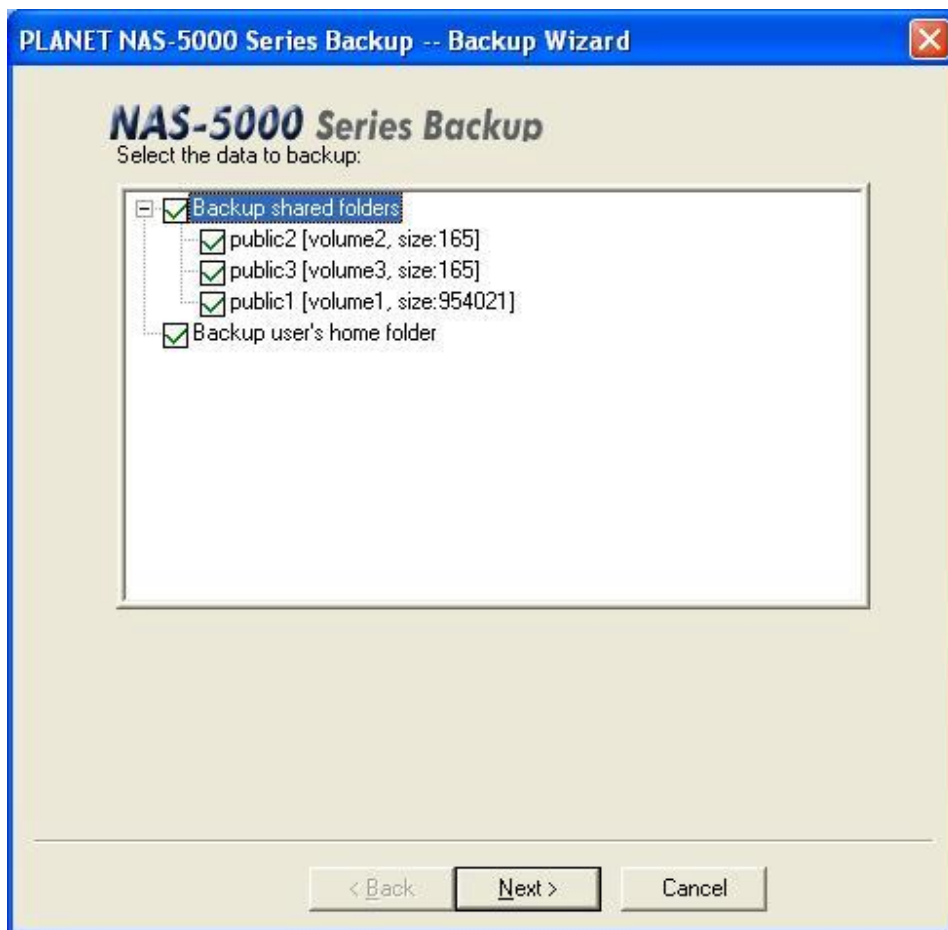 PLANET NAS-5000 Series Backup -- Backup Wizard
NAS-5000 Series Backup
Select the data to backup:
Backup shared folders
public2 [volume2, size:165]
public3 [volume3, size:165]
public1 [volume1, size:954021]
Backup user's home folder
< Back Next > Cancel